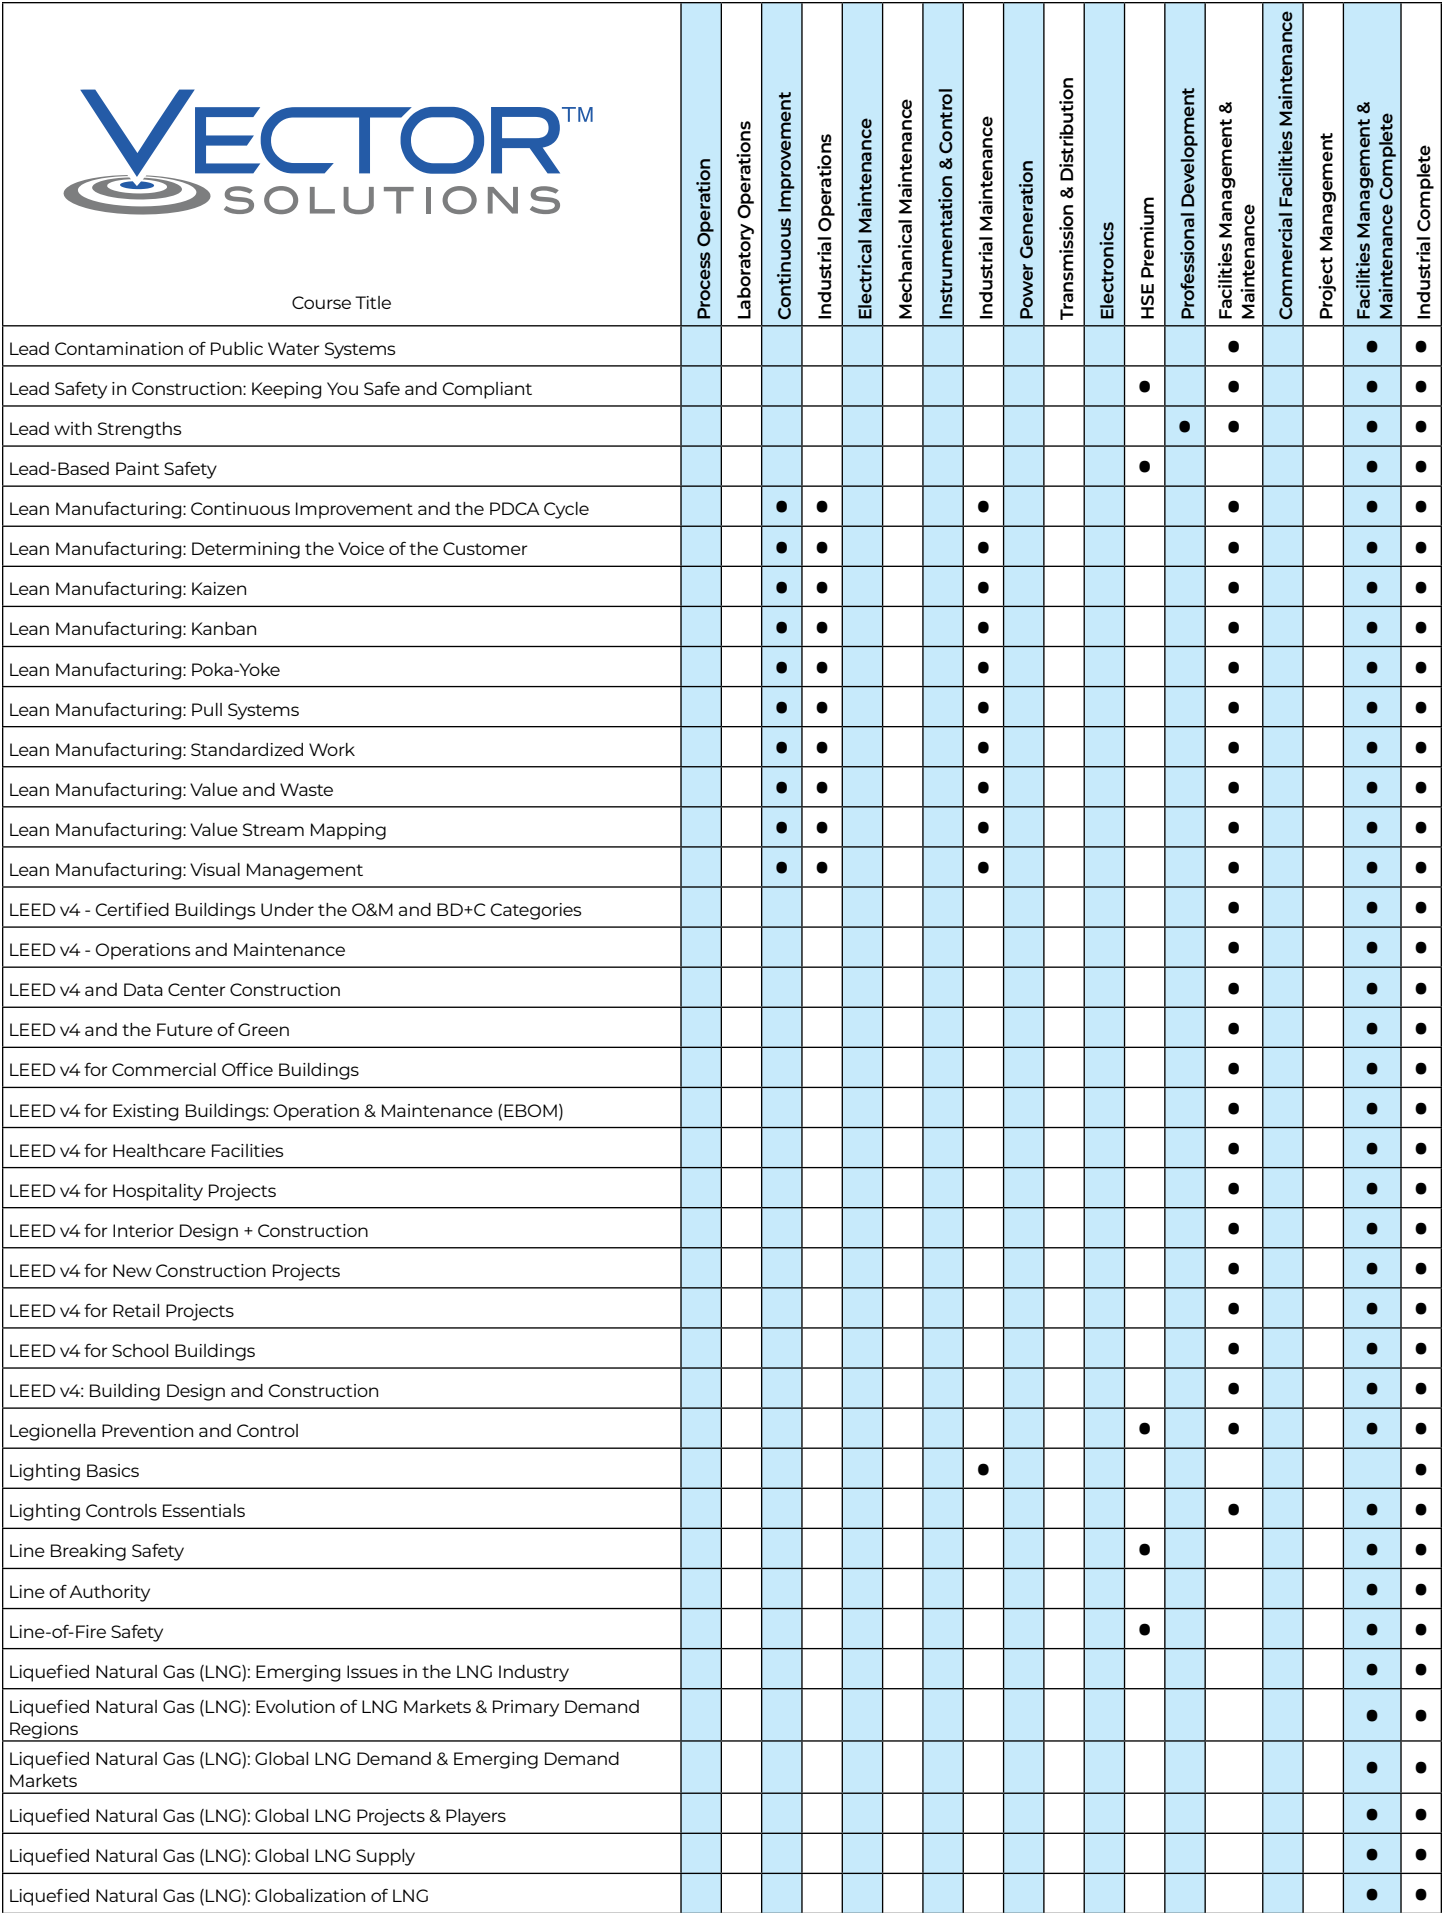 VECTOR™
SOLUTIONS
Course Title
Process Operation
Laboratory Operations
Continuous Improvement
Industrial Operations
Electrical Maintenance
Mechanical Maintenance
Instrumentation & Control
Industrial Maintenance
Power Generation
Transmission & Distribution
Electronics
HSE Premium
Professional Development
Facilities Management &
Maintenance
Commercial Facilities Maintenance
Project Management
Facilities Management &
Maintenance Complete
Industrial Complete
Lead Contamination of Public Water Systems • • •
Lead Safety in Construction: Keeping You Safe and Compliant • • • •
Lead with Strengths • • • •
Lead-Based Paint Safety • • •
Lean Manufacturing: Continuous Improvement and the PDCA Cycle • • • • • •
Lean Manufacturing: Determining the Voice of the Customer • • • • • •
Lean Manufacturing: Kaizen • • • • • •
Lean Manufacturing: Kanban • • • • • •
Lean Manufacturing: Poka-Yoke • • • • • •
Lean Manufacturing: Pull Systems • • • • • •
Lean Manufacturing: Standardized Work • • • • • •
Lean Manufacturing: Value and Waste • • • • • •
Lean Manufacturing: Value Stream Mapping • • • • • •
Lean Manufacturing: Visual Management • • • • • •
LEED v4 - Certified Buildings Under the O&M and BD+C Categories • • •
LEED v4 - Operations and Maintenance • • •
LEED v4 and Data Center Construction • • •
LEED v4 and the Future of Green • • •
LEED v4 for Commercial Office Buildings • • •
LEED v4 for Existing Buildings: Operation & Maintenance (EBOM) • • •
LEED v4 for Healthcare Facilities • • •
LEED v4 for Hospitality Projects • • •
LEED v4 for Interior Design + Construction • • •
LEED v4 for New Construction Projects • • •
LEED v4 for Retail Projects • • •
LEED v4 for School Buildings • • •
LEED v4: Building Design and Construction • • •
Legionella Prevention and Control • • • •
Lighting Basics • •
Lighting Controls Essentials • • •
Line Breaking Safety • • •
Line of Authority • •
Line-of-Fire Safety • • •
Liquefied Natural Gas (LNG): Emerging Issues in the LNG Industry • •
Liquefied Natural Gas (LNG): Evolution of LNG Markets & Primary Demand
Regions • •
Liquefied Natural Gas (LNG): Global LNG Demand & Emerging Demand
Markets • •
Liquefied Natural Gas (LNG): Global LNG Projects & Players • •
Liquefied Natural Gas (LNG): Global LNG Supply • •
Liquefied Natural Gas (LNG): Globalization of LNG • •